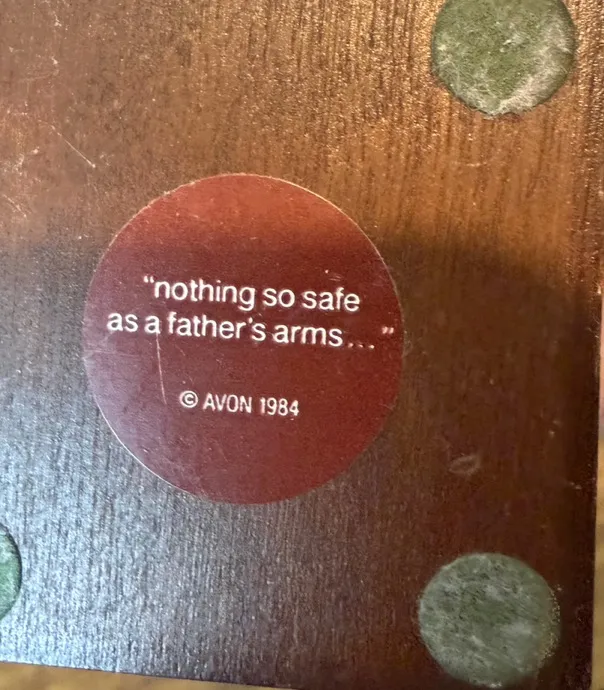 “nothing so safe
as a father's arms... ”
© AVON 1984